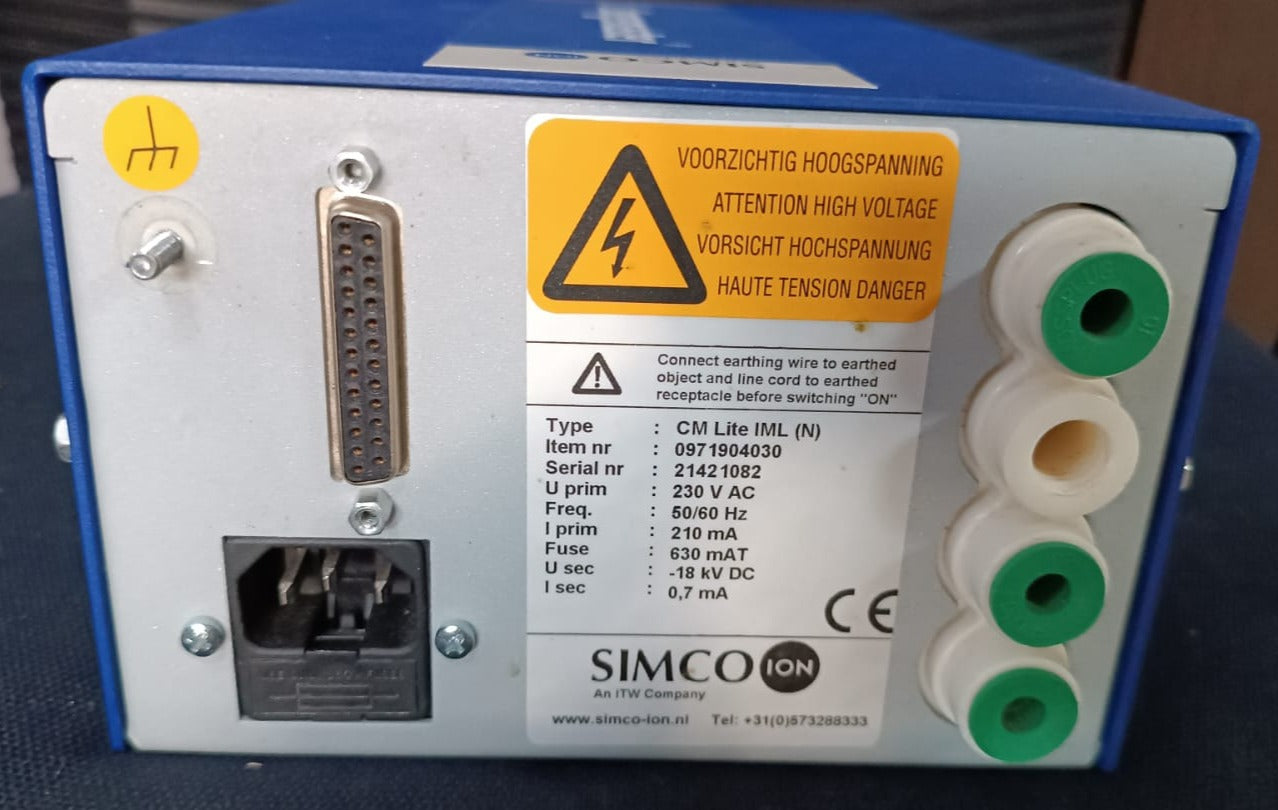 SIMCO
VOORZICHTIG HOOGSPANNING
ATTENTION HIGH VOLTAGE
VORSICHT HOCHSPANNUNG
HAUTE TENSION DANGER
Connect earthing wire to earthed
object and line cord to earthed
receptacle before switching "ON"
Type : CM Lite IML (N)
Item nr : 0971904030
Serial nr : 21421082
U prim : 230 V AC
Freq. : 50/60 Hz
I prim : 210 mA
Fuse : 630 mAT
U sec : -18 kV DC
I sec : 0,7 mA
CE
SIMCO ION
An ITW Company
www.simco-ion.nl Tel: +31(0)573288333